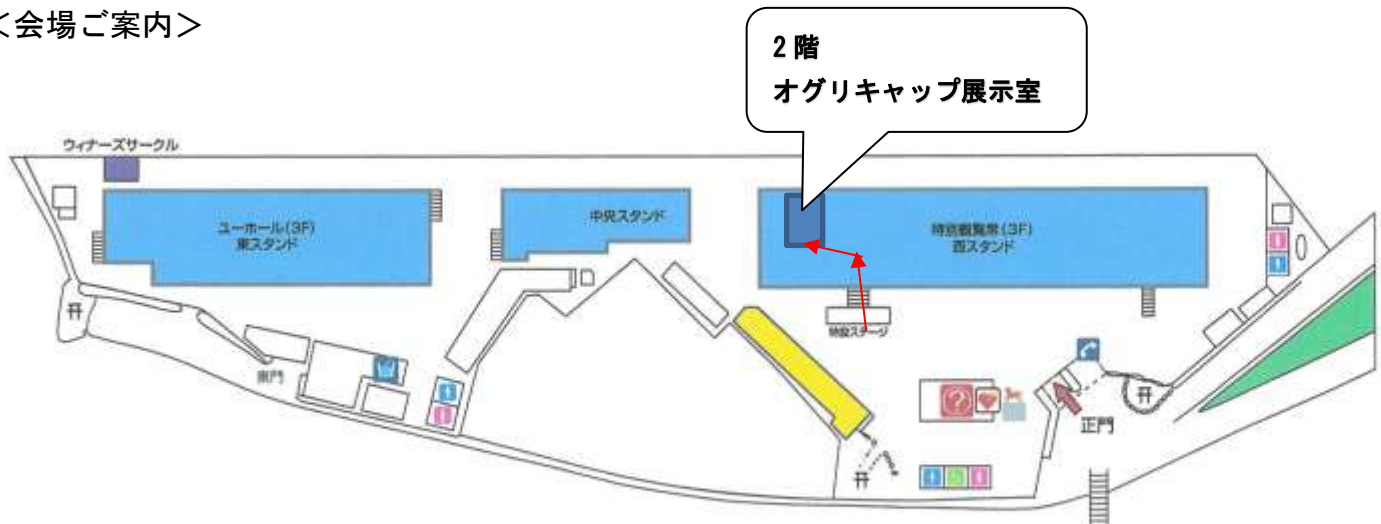 ＜会場ご案内＞
2階
オグリキャップ展示室
ウィナーズサークル
ユーホール(3F)
東スタンド
中央スタンド
特別観覧席(3F)
西スタンド
特設ステージ
東門
正門
?